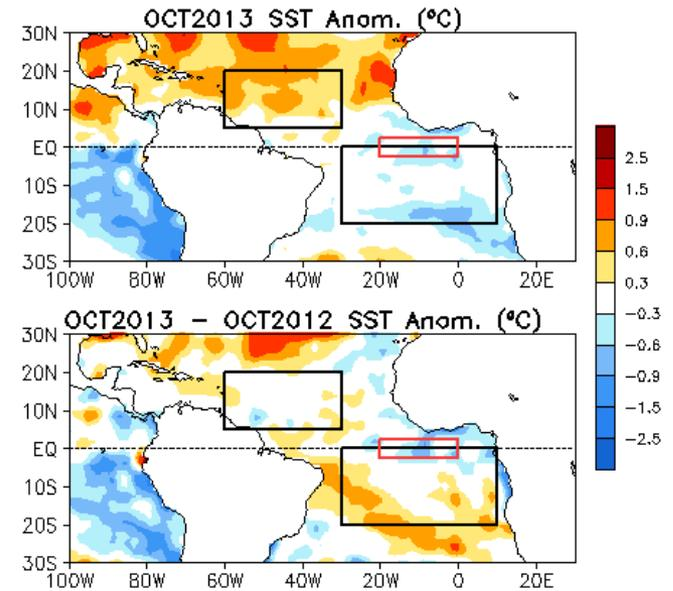 OCT2013 SST Anom. (°C)
30N
20N
10N
EQ
10S
20S
30S
100W 80W 60W 40W 20W 0 20E
2.5
1.5
0.9
0.6
0.3
-0.3
-0.6
-0.9
-1.5
-2.5
OCT2013 - OCT2012 SST Anom. (°C)
30N
20N
10N
EQ
10S
20S
30S
100W 80W 60W 40W 20W 0 20E